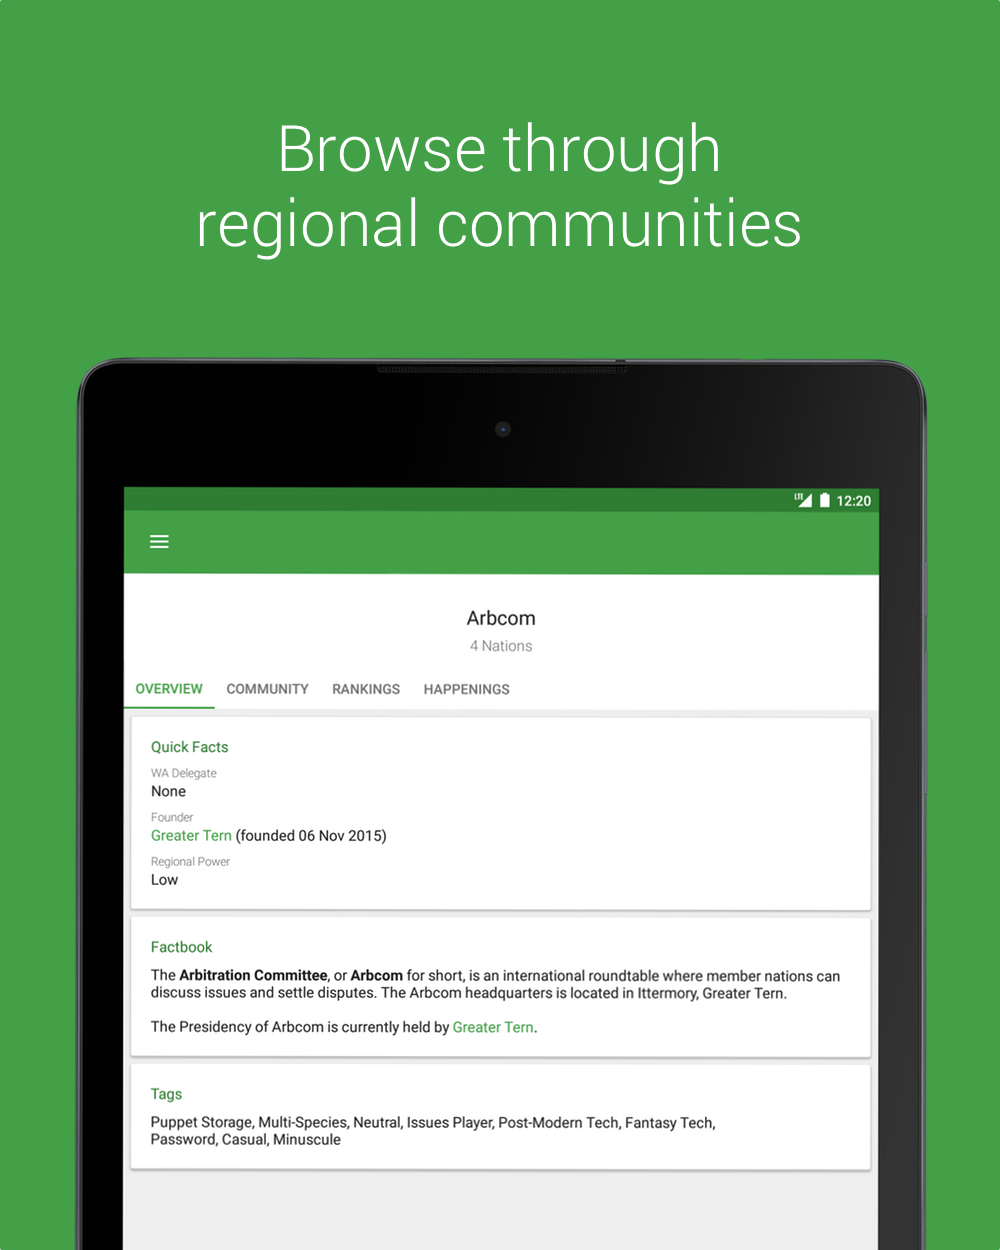 Browse through
regional communities
LTE 12:20
Arbcom
4 Nations
OVERVIEW COMMUNITY RANKINGS HAPPENINGS
Quick Facts
WA Delegate
None
Founder
Greater Tern (founded 06 Nov 2015)
Regional Power
Low
Factbook
The Arbitration Committee, or Arbcom for short, is an international roundtable where member nations can
discuss issues and settle disputes. The Arbcom headquarters is located in Ittermory, Greater Tern.
The Presidency of Arbcom is currently held by Greater Tern.
Tags
Puppet Storage, Multi-Species, Neutral, Issues Player, Post-Modern Tech, Fantasy Tech,
Password, Casual, Minuscule